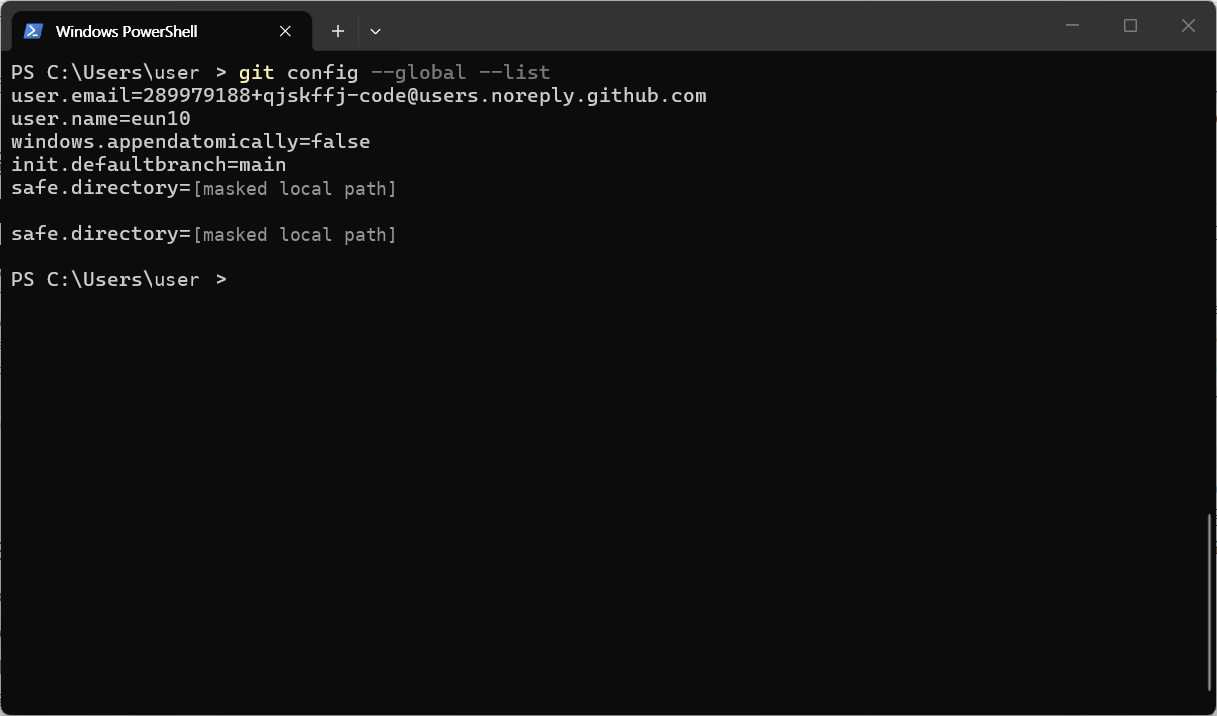 Windows PowerShell
PS C:\Users\user > git config --global --list
user.email=289979188+qjskffj-code@users.noreply.github.com
user.name=eun10
windows.appendatomically=false
init.defaultbranch=main
safe.directory=[masked local path]
safe.directory=[masked local path]
PS C:\Users\user >